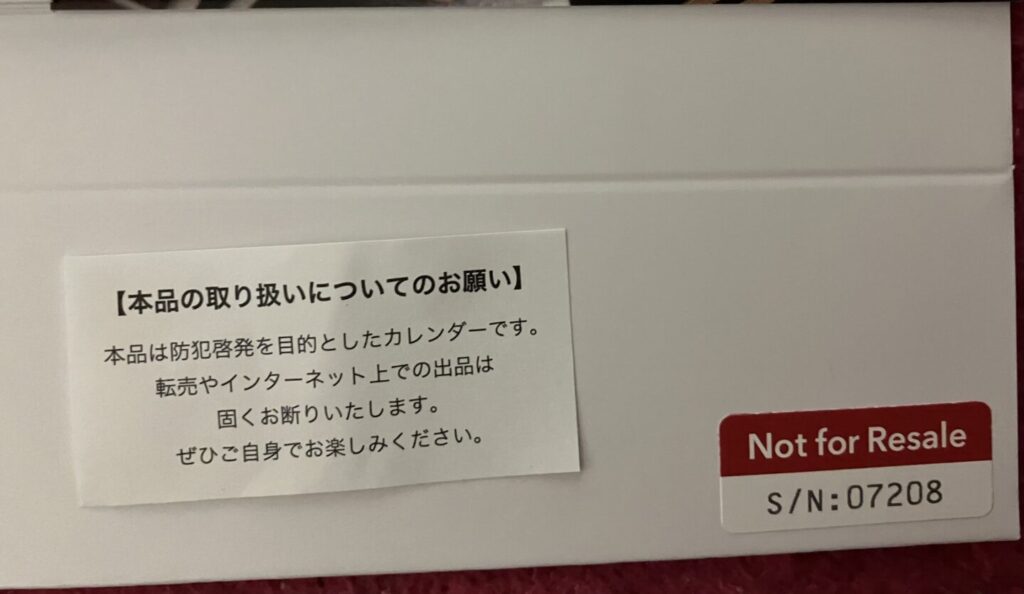 【本品の取り扱いについてのお願い】
本品は防犯啓発を目的としたカレンダーです。
転売やインターネット上での出品は
固くお断りいたします。
ぜひご自身でお楽しみください。
Not for Resale
S/N:07208